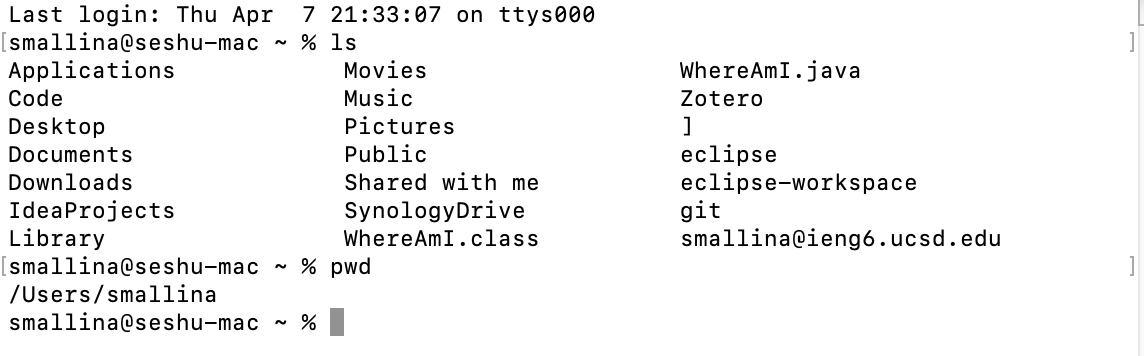 Last login: Thu Apr  7 21:33:07 on ttys000
[smallina@seshu-mac ~ % ls ]
Applications Movies WhereAmI.java
Code Music Zotero
Desktop Pictures ]
Documents Public eclipse
Downloads Shared with me eclipse-workspace
IdeaProjects SynologyDrive git
Library WhereAmI.class smallina@ieng6.ucsd.edu
[smallina@seshu-mac ~ % pwd ]
/Users/smallina
smallina@seshu-mac ~ %